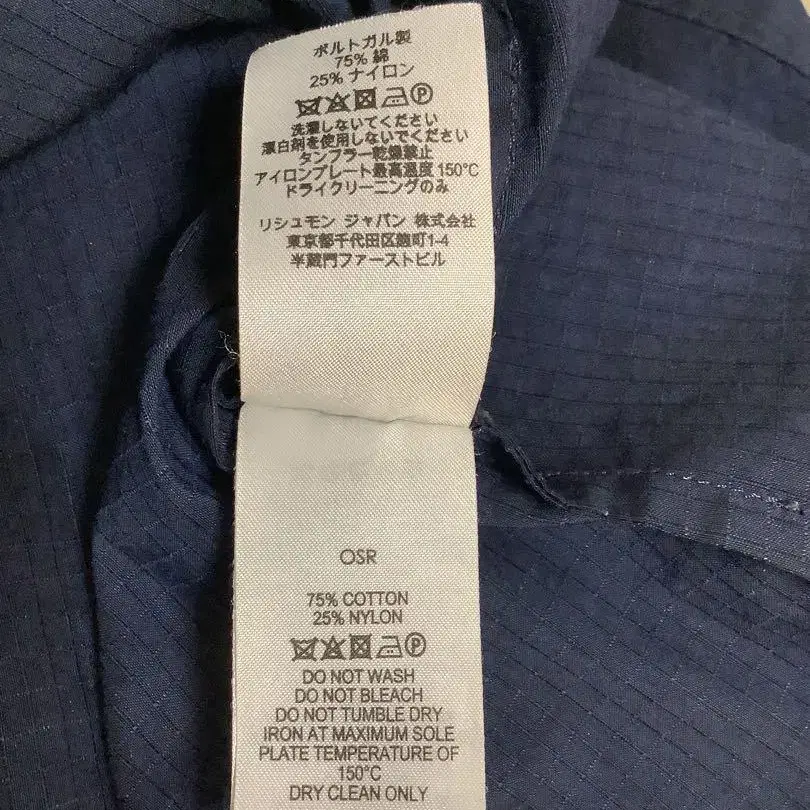 ポルトガル製
75% 綿
25% ナイロン
洗濯しないでください
漂白剤を使用しないでください
タンブラー乾燥禁止
アイロンプレート最高温度 150°C
ドライクリーニングのみ
リシュモン ジャパン 株式会社
東京都千代田区麹町1-4
半蔵門ファーストビル
OSR
75% COTTON
25% NYLON
DO NOT WASH
DO NOT BLEACH
DO NOT TUMBLE DRY
IRON AT MAXIMUM SOLE
PLATE TEMPERATURE OF
150°C
DRY CLEAN ONLY